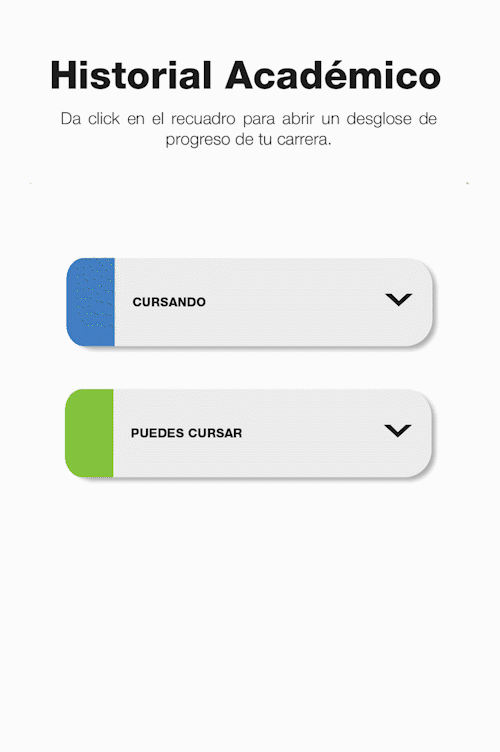 Historial Académico
Da click en el recuadro para abrir un desglose de
progreso de tu carrera.
CURSANDO
PUEDES CURSAR